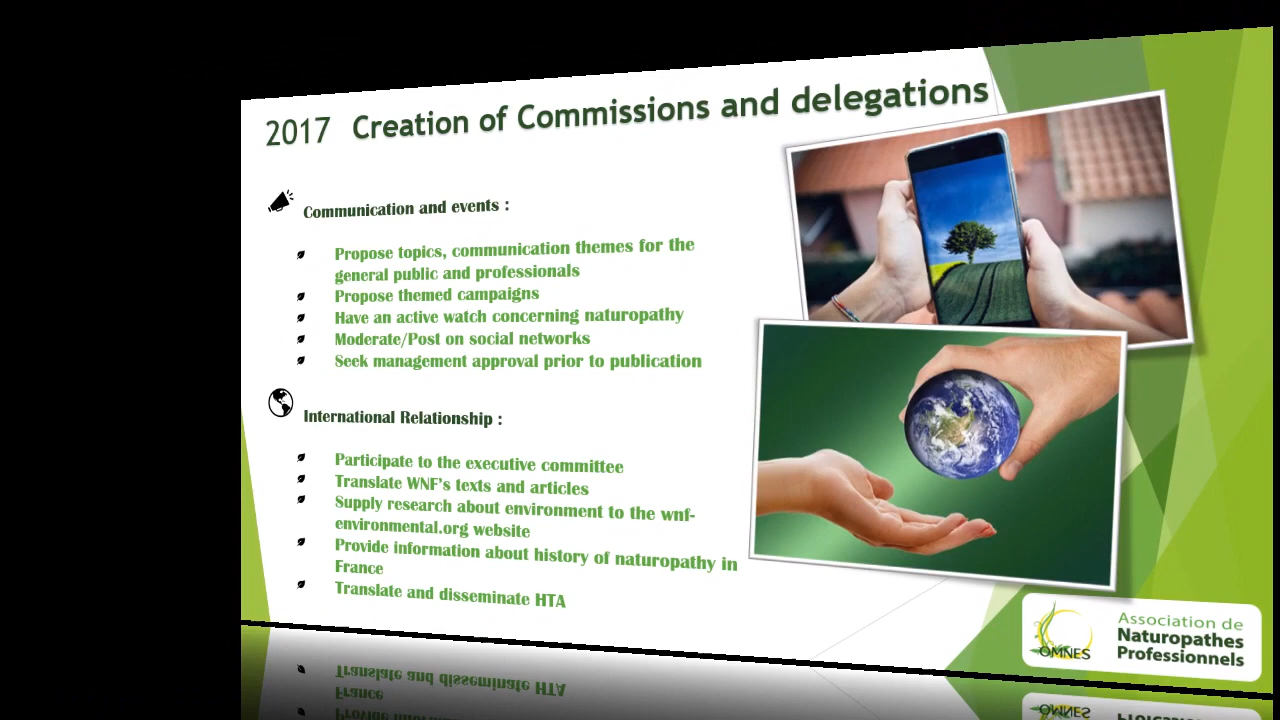 2017 Creation of Commissions and delegations
Communication and events :
Propose topics, communication themes for the
general public and professionals
Propose themed campaigns
Have an active watch concerning naturopathy
Moderate/Post on social networks
Seek management approval prior to publication
International Relationship :
Participate to the executive committee
Translate WNF's texts and articles
Supply research about environment to the wnf-
environmental.org website
Provide information about history of naturopathy in
France
Translate and disseminate HTA
OMNES
Association de
Naturopathes
Professionnels